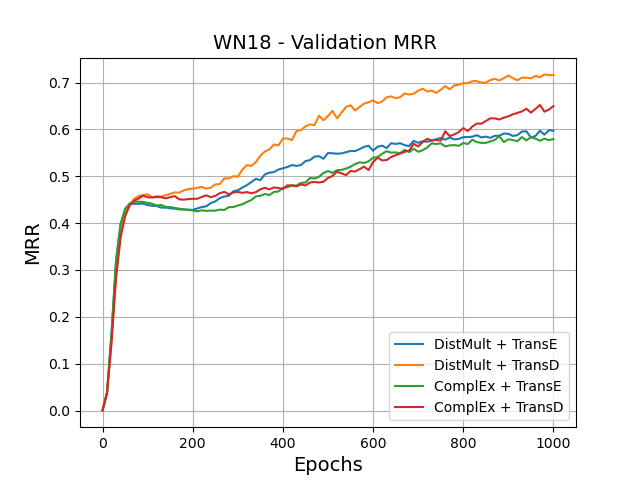 WN18 - Validation MRR
MRR
0.7
0.6
0.5
0.4
0.3
0.2
0.1
0.0
0 200 400 600 800 1000
Epochs
DistMult + TransE
DistMult + TransD
ComplEx + TransE
ComplEx + TransD